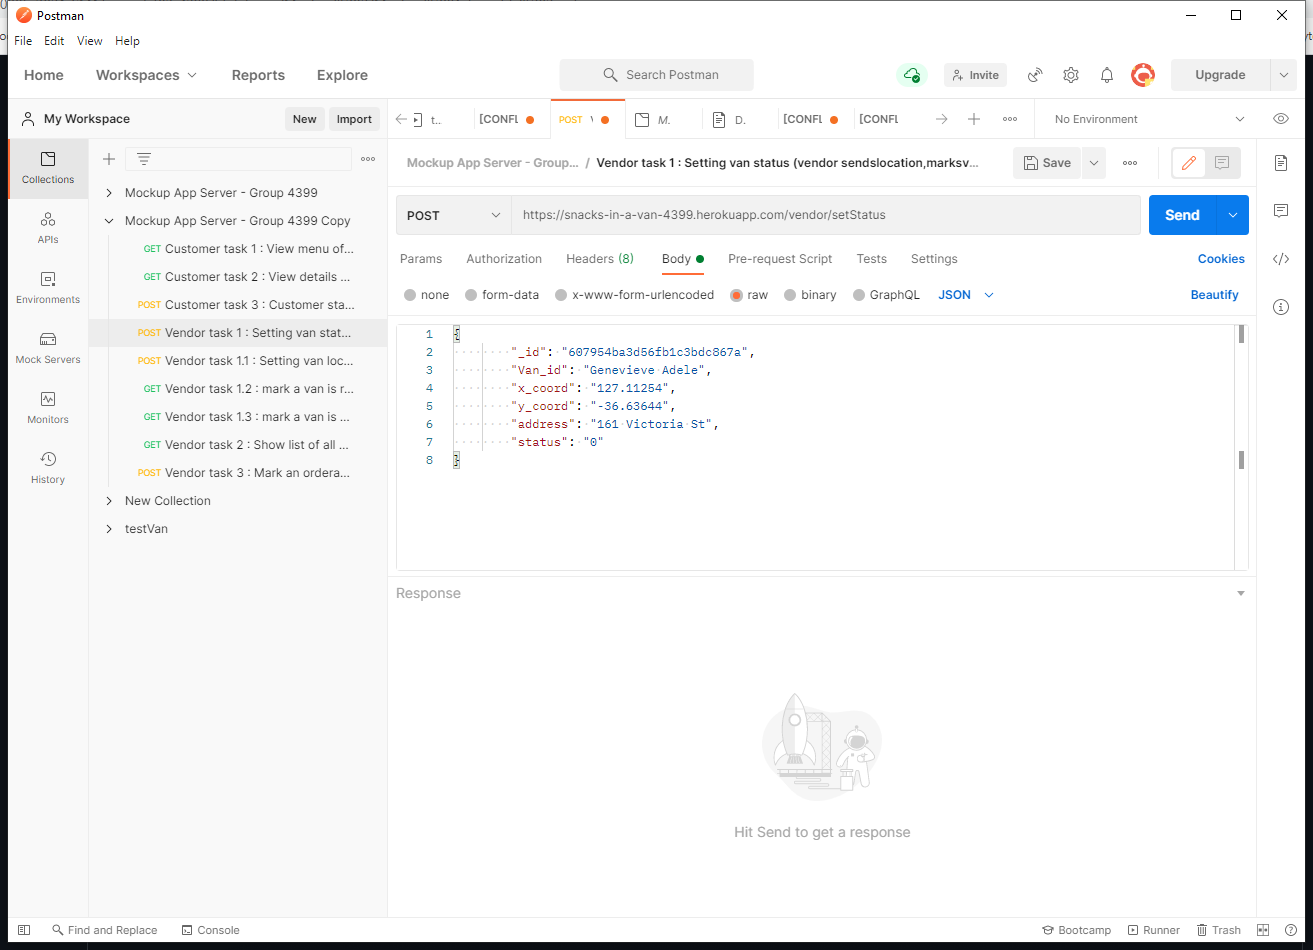 Postman
File Edit View Help
Home Workspaces Reports Explore Search Postman Invite Upgrade
My Workspace New Import
t.. [CONFL POST M. D. [CONFL [CONFL No Environment
Collections
APIs
Environments
Mock Servers
Monitors
History
Mockup App Server - Group 4399
Mockup App Server - Group 4399 Copy
GET Customer task 1 : View menu of...
GET Customer task 2 : View details ...
POST Customer task 3 : Customer sta...
POST Vendor task 1 : Setting van stat...
POST Vendor task 1.1 : Setting van loc...
GET Vendor task 1.2 : mark a van is r...
GET Vendor task 1.3 : mark a van is ...
GET Vendor task 2 : Show list of all ...
POST Vendor task 3 : Mark an ordera...
New Collection
testVan
Mockup App Server - Group... / Vendor task 1 : Setting van status (vendor sendslocation,marksv... Save
POST https://snacks-in-a-van-4399.herokuapp.com/vendor/setStatus Send
Params Authorization Headers (8) Body Pre-request Script Tests Settings Cookies
none form-data x-www-form-urlencoded raw binary GraphQL JSON Beautify
1 {
2 "_id": "607954ba3d56fb1c3bdc867a",
3 "Van_id": "Genevieve Adele",
4 "x_coord": "127.11254",
5 "y_coord": "-36.63644",
6 "address": "161 Victoria St",
7 "status": "0"
8 }
Response
Hit Send to get a response
Find and Replace Console Bootcamp Runner Trash